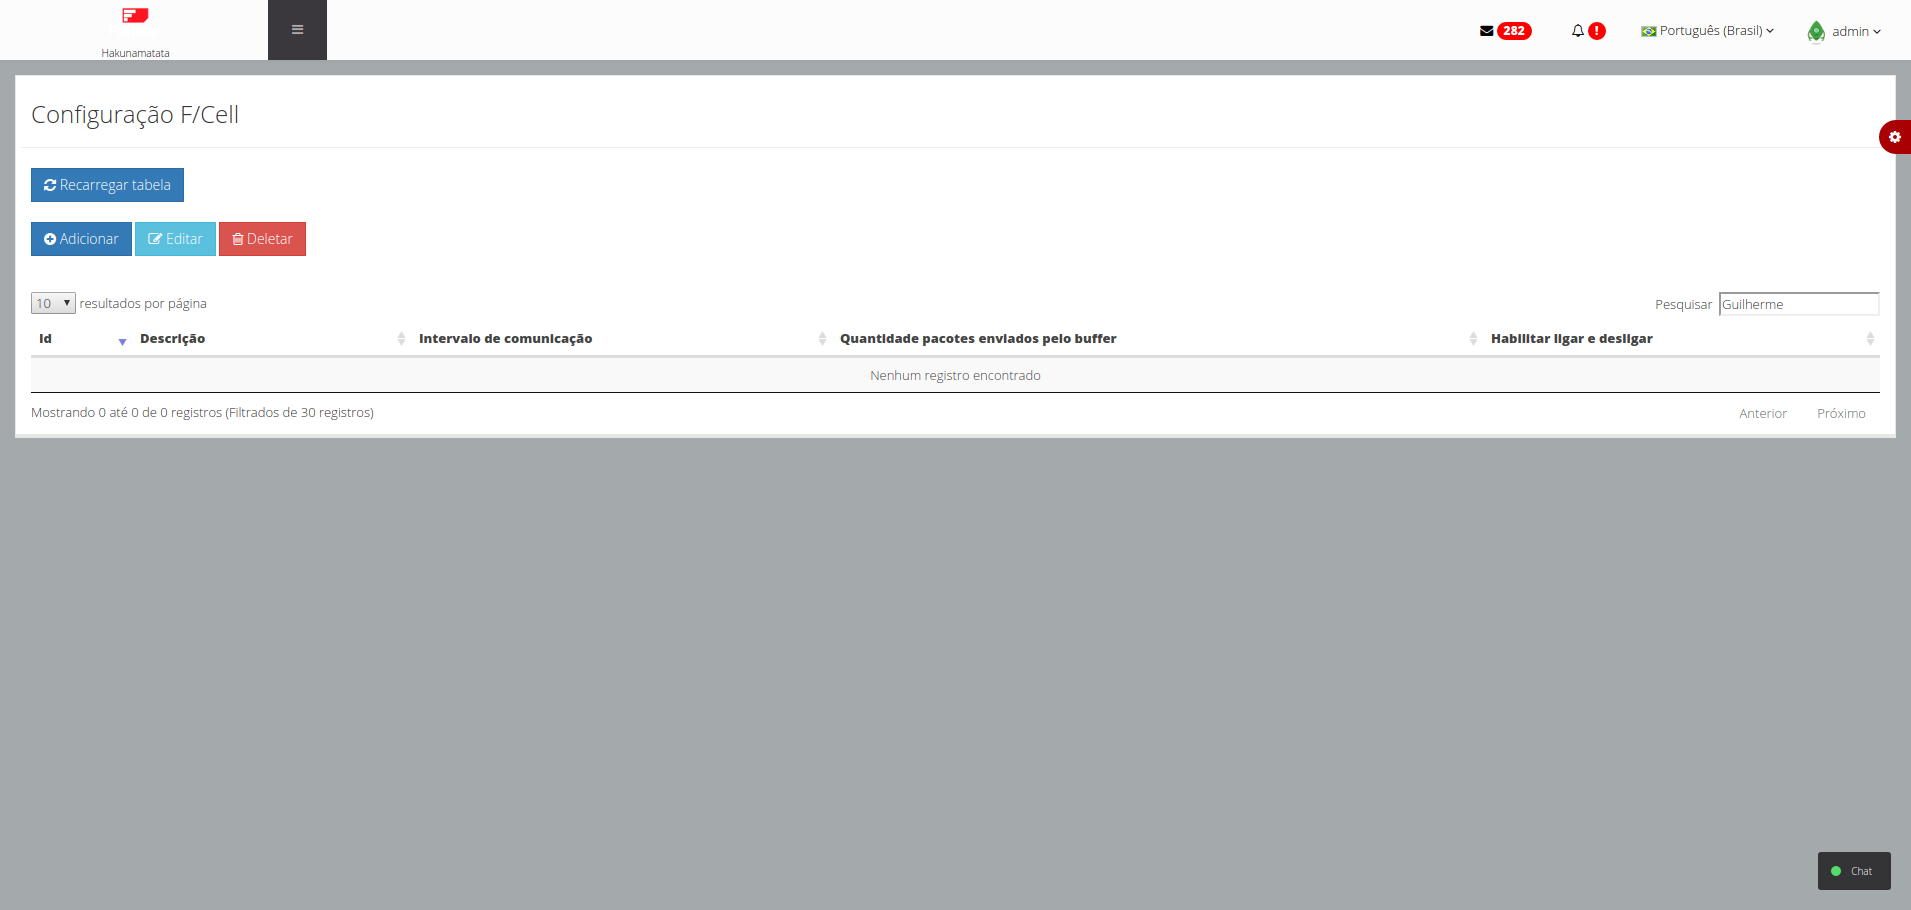 Hakunamatata
282
!
Português (Brasil)
admin
Configuração F/Cell
Recarregar tabela
Adicionar Editar Deletar
10 resultados por página
Pesquisar Guilherme
Id Descrição Intervalo de comunicação Quantidade pacotes enviados pelo buffer Habilitar ligar e desligar
Nenhum registro encontrado
Mostrando 0 até 0 de 0 registros (Filtrados de 30 registros)
Anterior Próximo
Chat